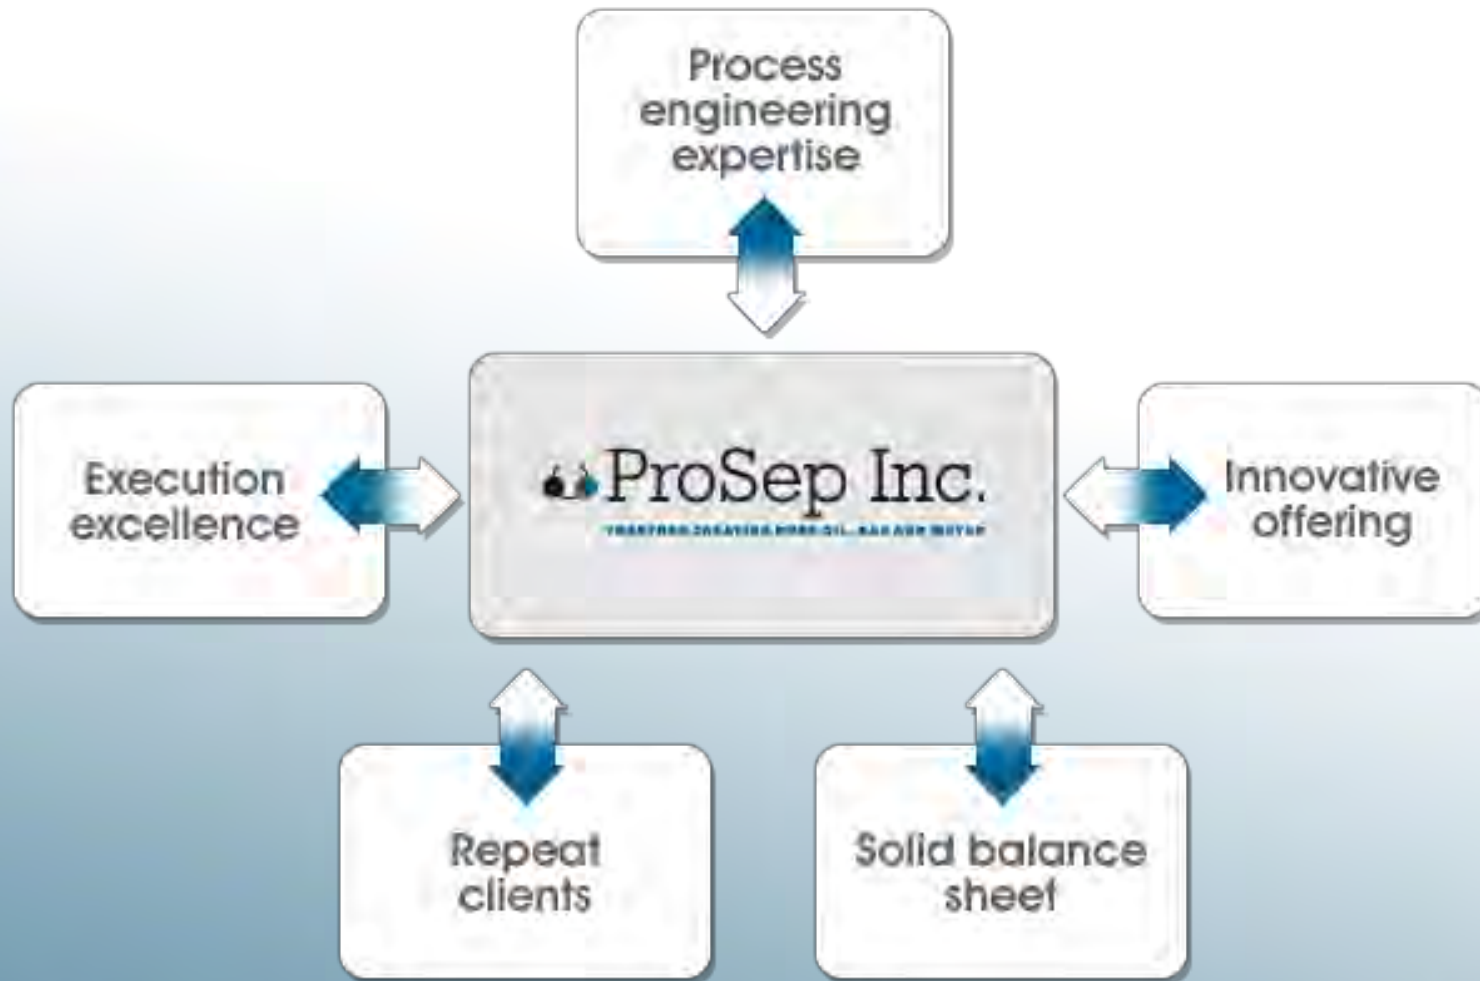 Process
engineering
expertise
Execution
excellence
ProSep Inc.
Innovative
offering
Repeat
clients
Solid balance
sheet